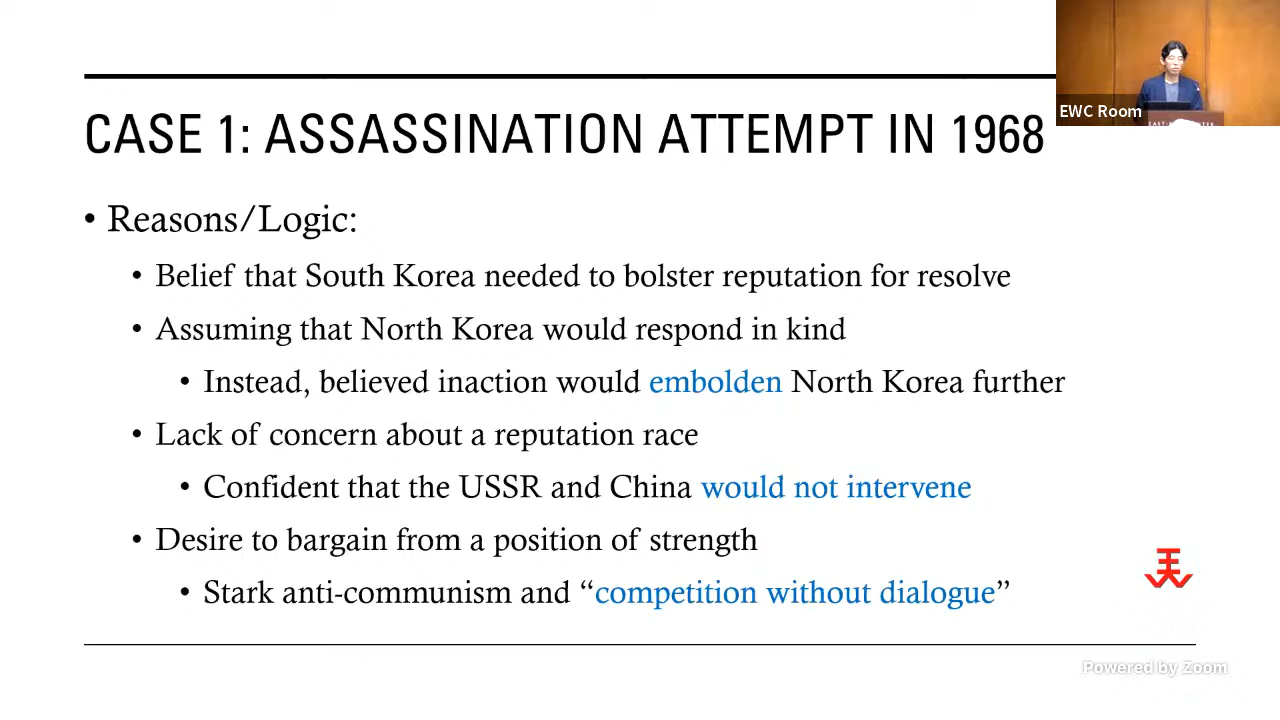 EWC Room
CASE 1: ASSASSINATION ATTEMPT IN 1968
• Reasons/Logic:
• Belief that South Korea needed to bolster reputation for resolve
• Assuming that North Korea would respond in kind
• Instead, believed inaction would embolden North Korea further
• Lack of concern about a reputation race
• Confident that the USSR and China would not intervene
• Desire to bargain from a position of strength
• Stark anti-communism and “competition without dialogue”
Powered by Zoom